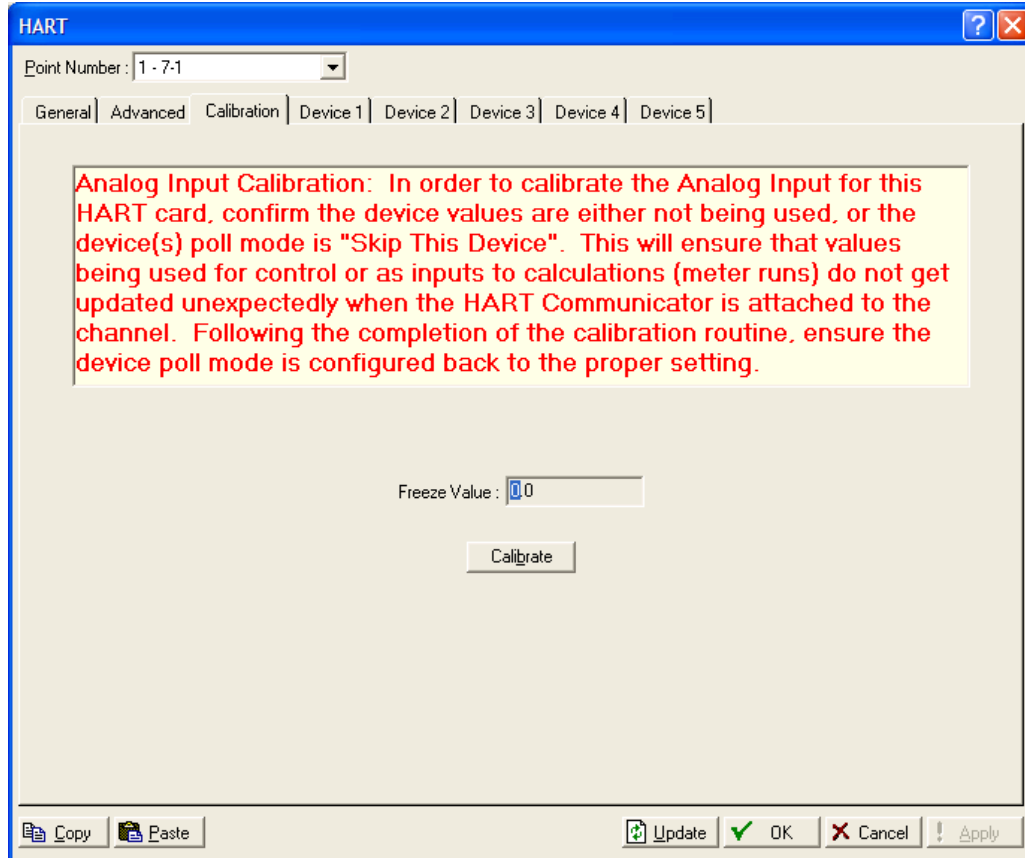 HART
Point Number : 1 - 7-1
General Advanced Calibration Device 1 Device 2 Device 3 Device 4 Device 5
Analog Input Calibration: In order to calibrate the Analog Input for this
HART card, confirm the device values are either not being used, or the
device(s) poll mode is "Skip This Device". This will ensure that values
being used for control or as inputs to calculations (meter runs) do not get
updated unexpectedly when the HART Communicator is attached to the
channel. Following the completion of the calibration routine, ensure the
device poll mode is configured back to the proper setting.
Freeze Value : 0.0
Calibrate
Copy Paste Update OK Cancel Apply